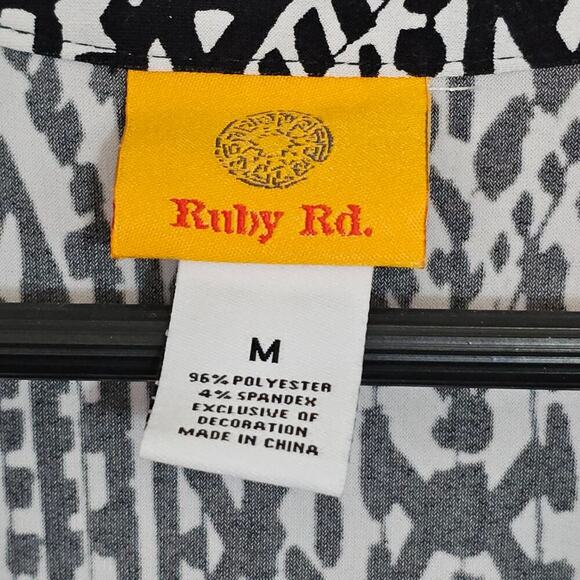 Ruby Rd.
M
96% POLYESTER
4% SPANDEX
EXCLUSIVE OF
DECORATION
MADE IN CHINA